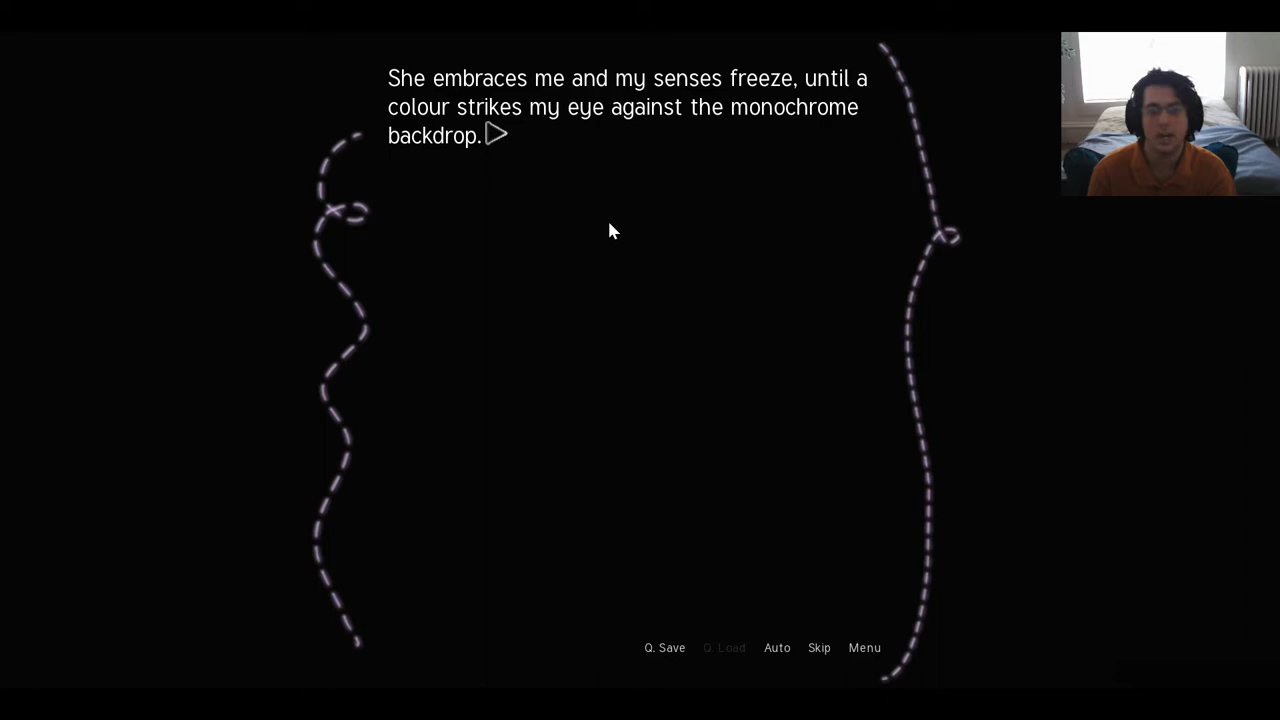 She embraces me and my senses freeze, until a
colour strikes my eye against the monochrome
backdrop.
Q. Save Q. Load Auto Skip Menu